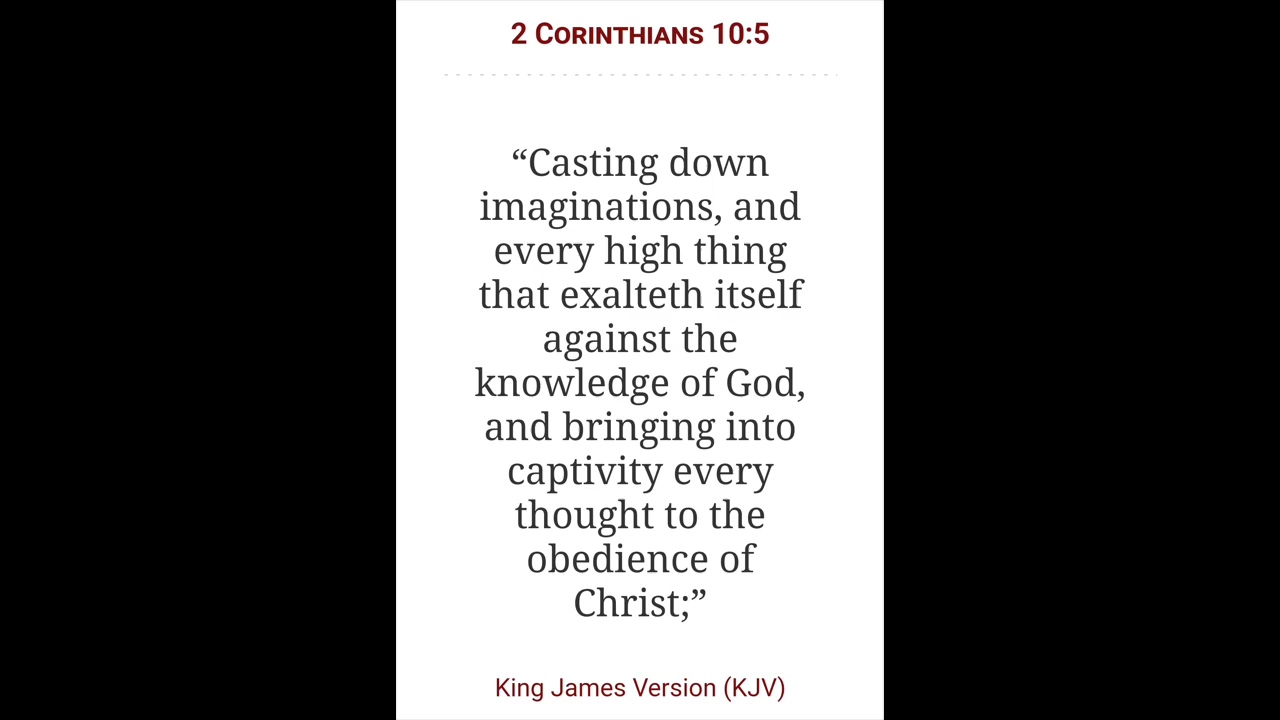 2 Corinthians 10:5
“Casting down
imaginations, and
every high thing
that exalteth itself
against the
knowledge of God,
and bringing into
captivity every
thought to the
obedience of
Christ;”
King James Version (KJV)